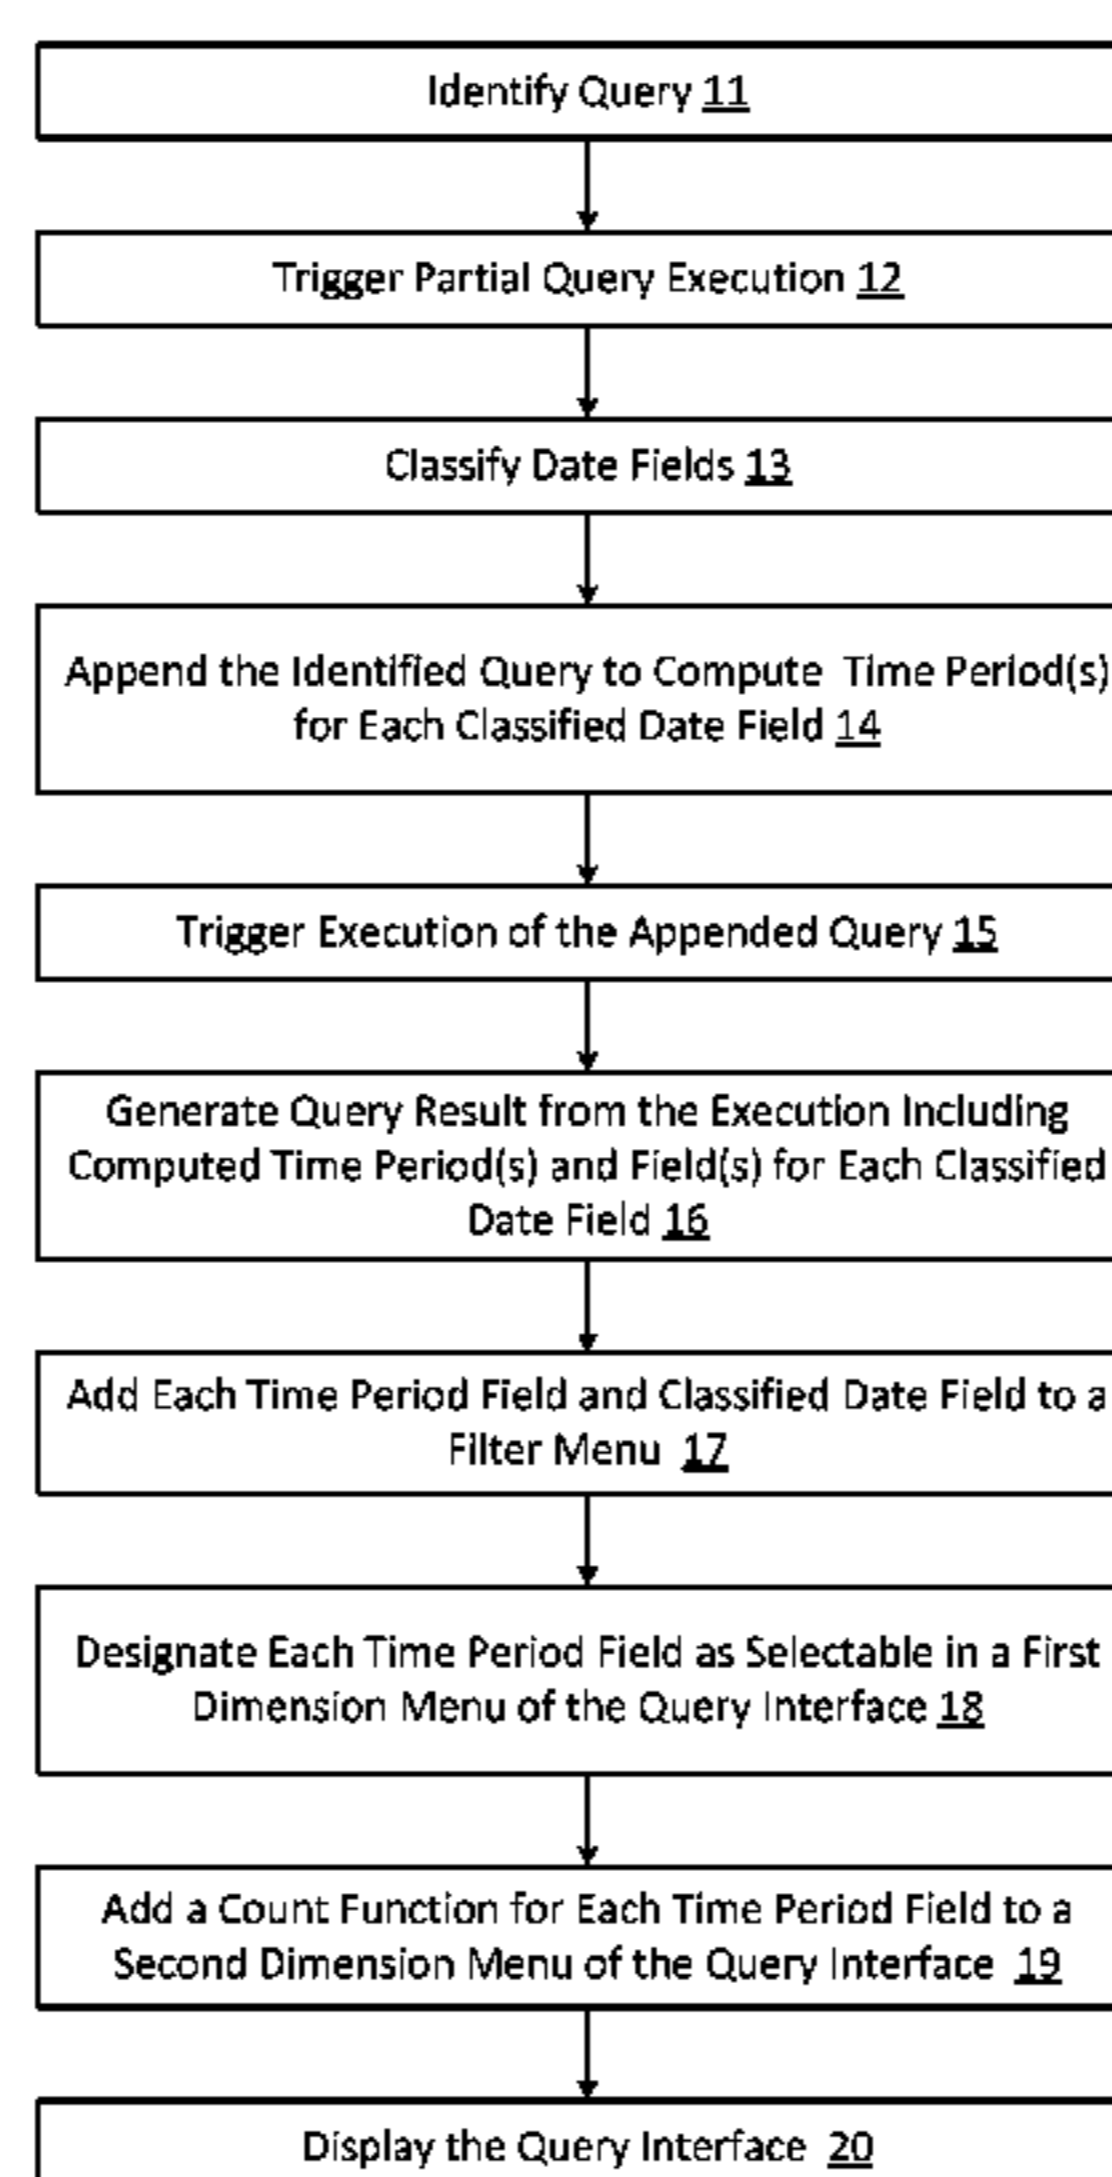 Identify Query 11
Trigger Partial Query Execution 12
Classify Date Fields 13
Append the Identified Query to Compute Time Period(s)
for Each Classified Date Field 14
Trigger Execution of the Appended Query 15
Generate Query Result from the Execution Including
Computed Time Period(s) and Field(s) for Each Classified
Date Field 16
Add Each Time Period Field and Classified Date Field to a
Filter Menu 17
Designate Each Time Period Field as Selectable in a First
Dimension Menu of the Query Interface 18
Add a Count Function for Each Time Period Field to a
Second Dimension Menu of the Query Interface 19
Display the Query Interface 20